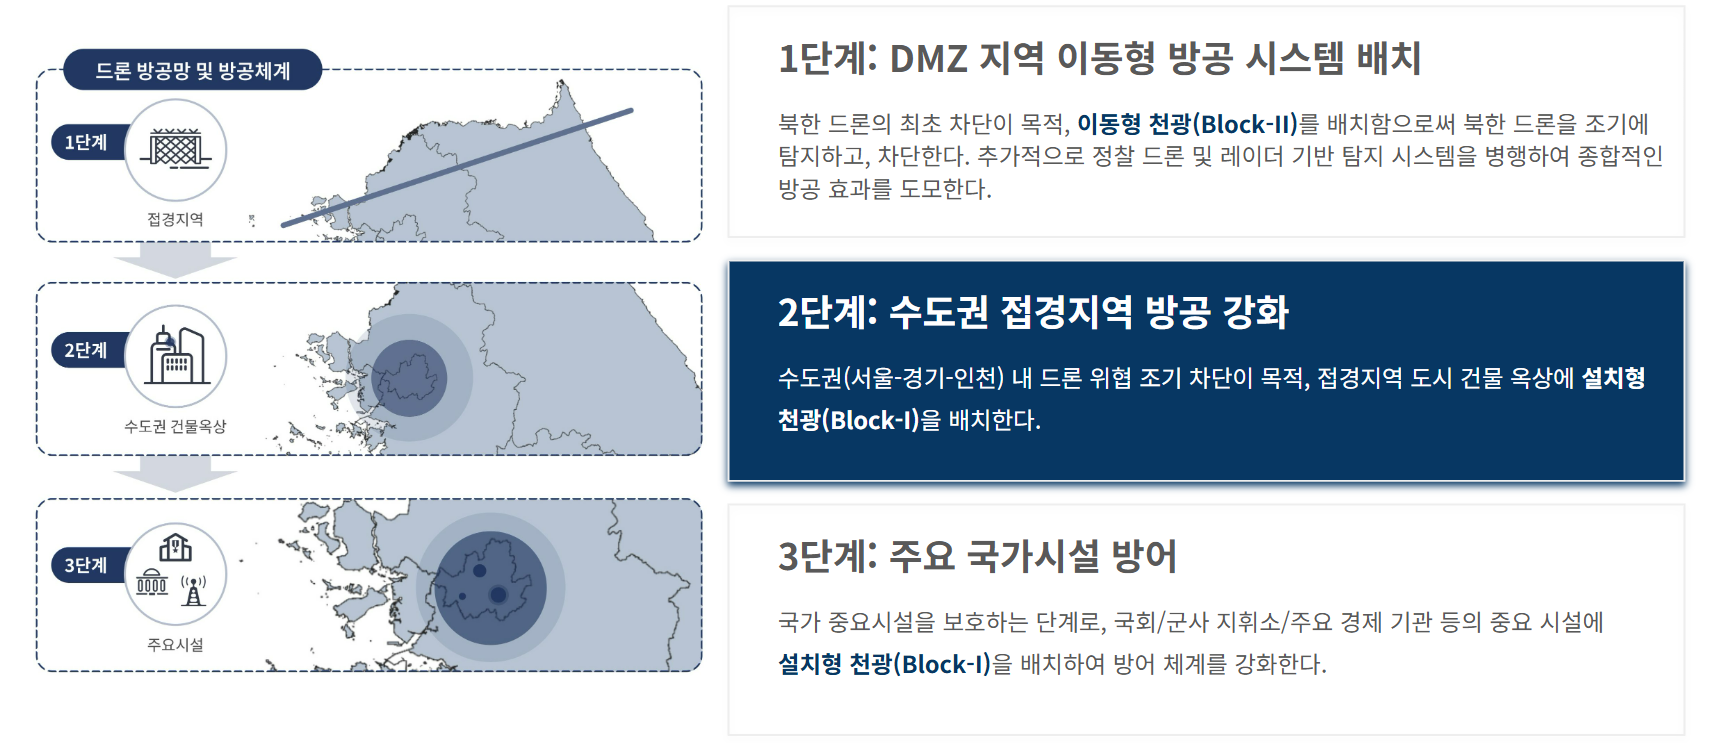 드론 방공망 및 방공체계
1단계
접경지역
2단계
수도권 건물옥상
3단계
주요시설
1단계: DMZ 지역 이동형 방공 시스템 배치
북한 드론의 최초 차단이 목적, 이동형 천광(Block-II)를 배치함으로써 북한 드론을 조기에
탐지하고, 차단한다. 추가적으로 정찰 드론 및 레이더 기반 탐지 시스템을 병행하여 종합적인
방공 효과를 도모한다.
2단계: 수도권 접경지역 방공 강화
수도권(서울-경기-인천) 내 드론 위협 조기 차단이 목적, 접경지역 도시 건물 옥상에 설치형
천광(Block-I)을 배치한다.
3단계: 주요 국가시설 방어
국가 중요시설을 보호하는 단계로, 국회/군사 지휘소/주요 경제 기관 등의 중요 시설에
설치형 천광(Block-I)을 배치하여 방어 체계를 강화한다.